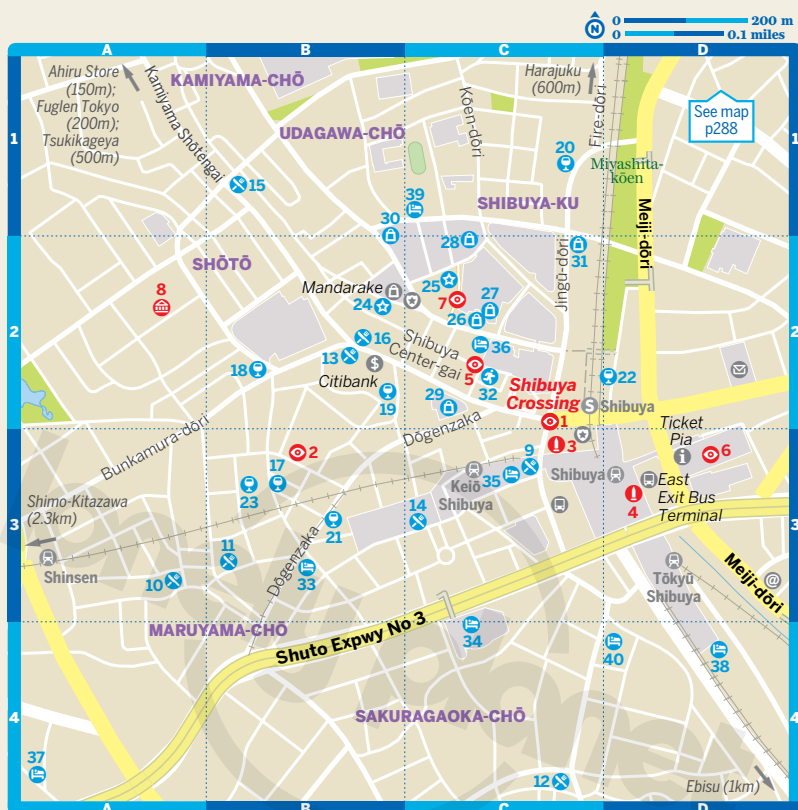 N
0 200 m
0 0.1 miles
A B C D
1
2
3
4
Ahiru Store
(150m);
Fuglen Tokyo
(200m);
Tsukikageya
(500m)
Kamiyama Shōtengai
KAMIYAMA-CHŌ
UDAGAWA-CHŌ
Kōen-dōri
Harajuku
(600m)
Fire-dōri
See map
p288
20
Miyashita-
kōen
15
39
SHIBUYA-KU
Meiji-dōri
30
28
31
SHŌTŌ
Jingū-dōri
8
Mandarake
25
24
7
27
26
16
13
Shibuya
Center-gai
36
18
$
Citibank
5
32
22
19
29
Shibuya
Crossing
S Shibuya
1
Dōgenzaka
Bunkamura-dōri
2
3
Ticket
Pia
i
6
9
17
23
Keiō
Shibuya
35
Shibuya
East
Exit Bus
Terminal
4
Shimo-Kitazawa
(2.3km)
21
14
Dōgenzaka
Shinsen
11
10
33
Tōkyū
Shibuya
@
Meiji-dōri
MARUYAMA-CHŌ
Shuto Expwy No 3
34
40
38
SAKURAGAOKA-CHŌ
37
12
Ebisu (1km)
1
2
3
4
A B C D
lonely planet